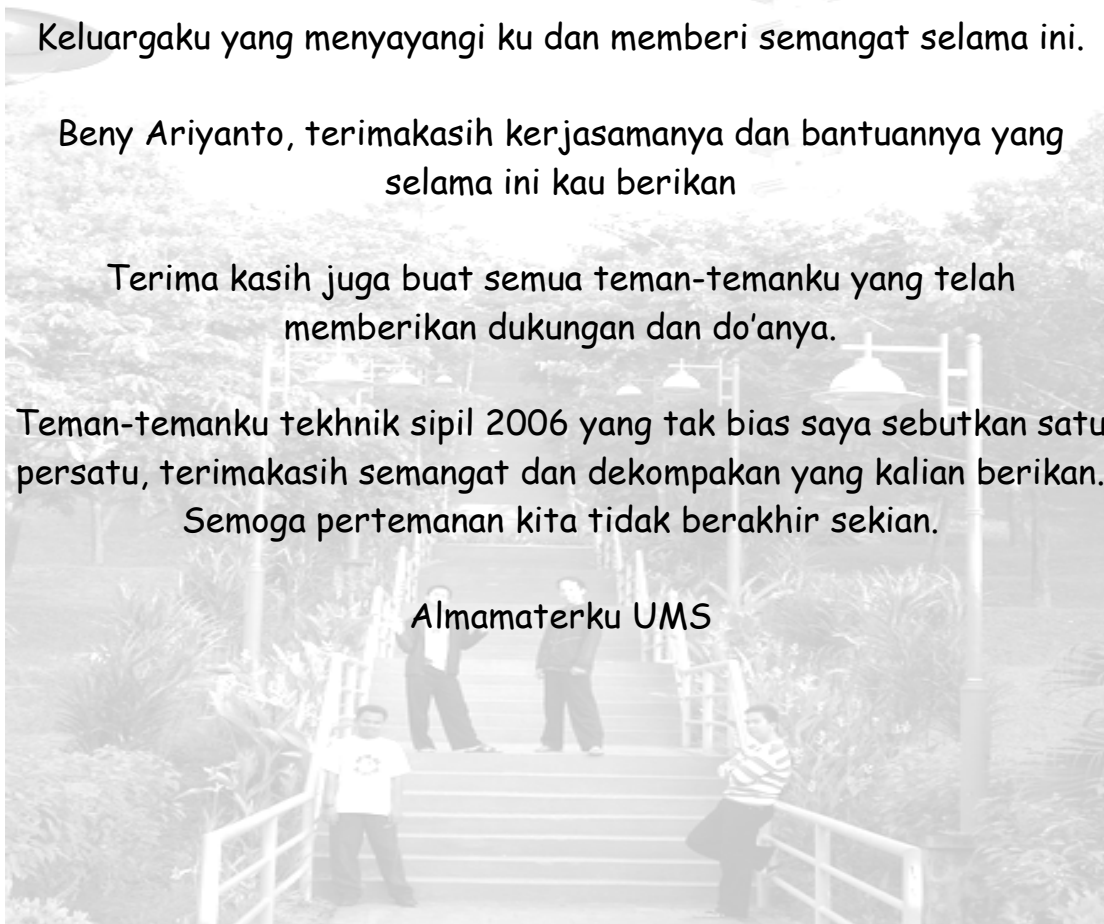 Keluargaku yang menyayangi ku dan memberi semangat selama ini.
Beny Ariyanto, terimakasih kerjasamanya dan bantuannya yang
selama ini kau berikan
Terima kasih juga buat semua teman-temanku yang telah
memberikan dukungan dan do'anya.
Teman-temanku tekhnik sipil 2006 yang tak bias saya sebutkan satu
persatu, terimakasih semangat dan dekompakan yang kalian berikan.
Semoga pertemanan kita tidak berakhir sekian.
Almamaterku UMS